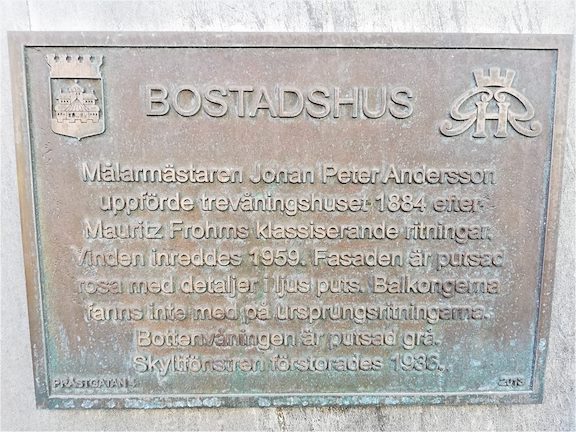 BOSTADSHUS
Målarmästaren Johan Peter Andersson
uppförde trevåningshuset 1884 efter
Mauritz Frohms klassiserande ritningar.
Vinden inreddes 1959. Fasaden är putsad
rosa med detaljer i ljus puts. Balkongerna
fanns inte med på ursprungsritningarna.
Bottenvåningen är putsad grå.
Skyltfönstren förstorades 1936.
PRÄSTGATAN 2013